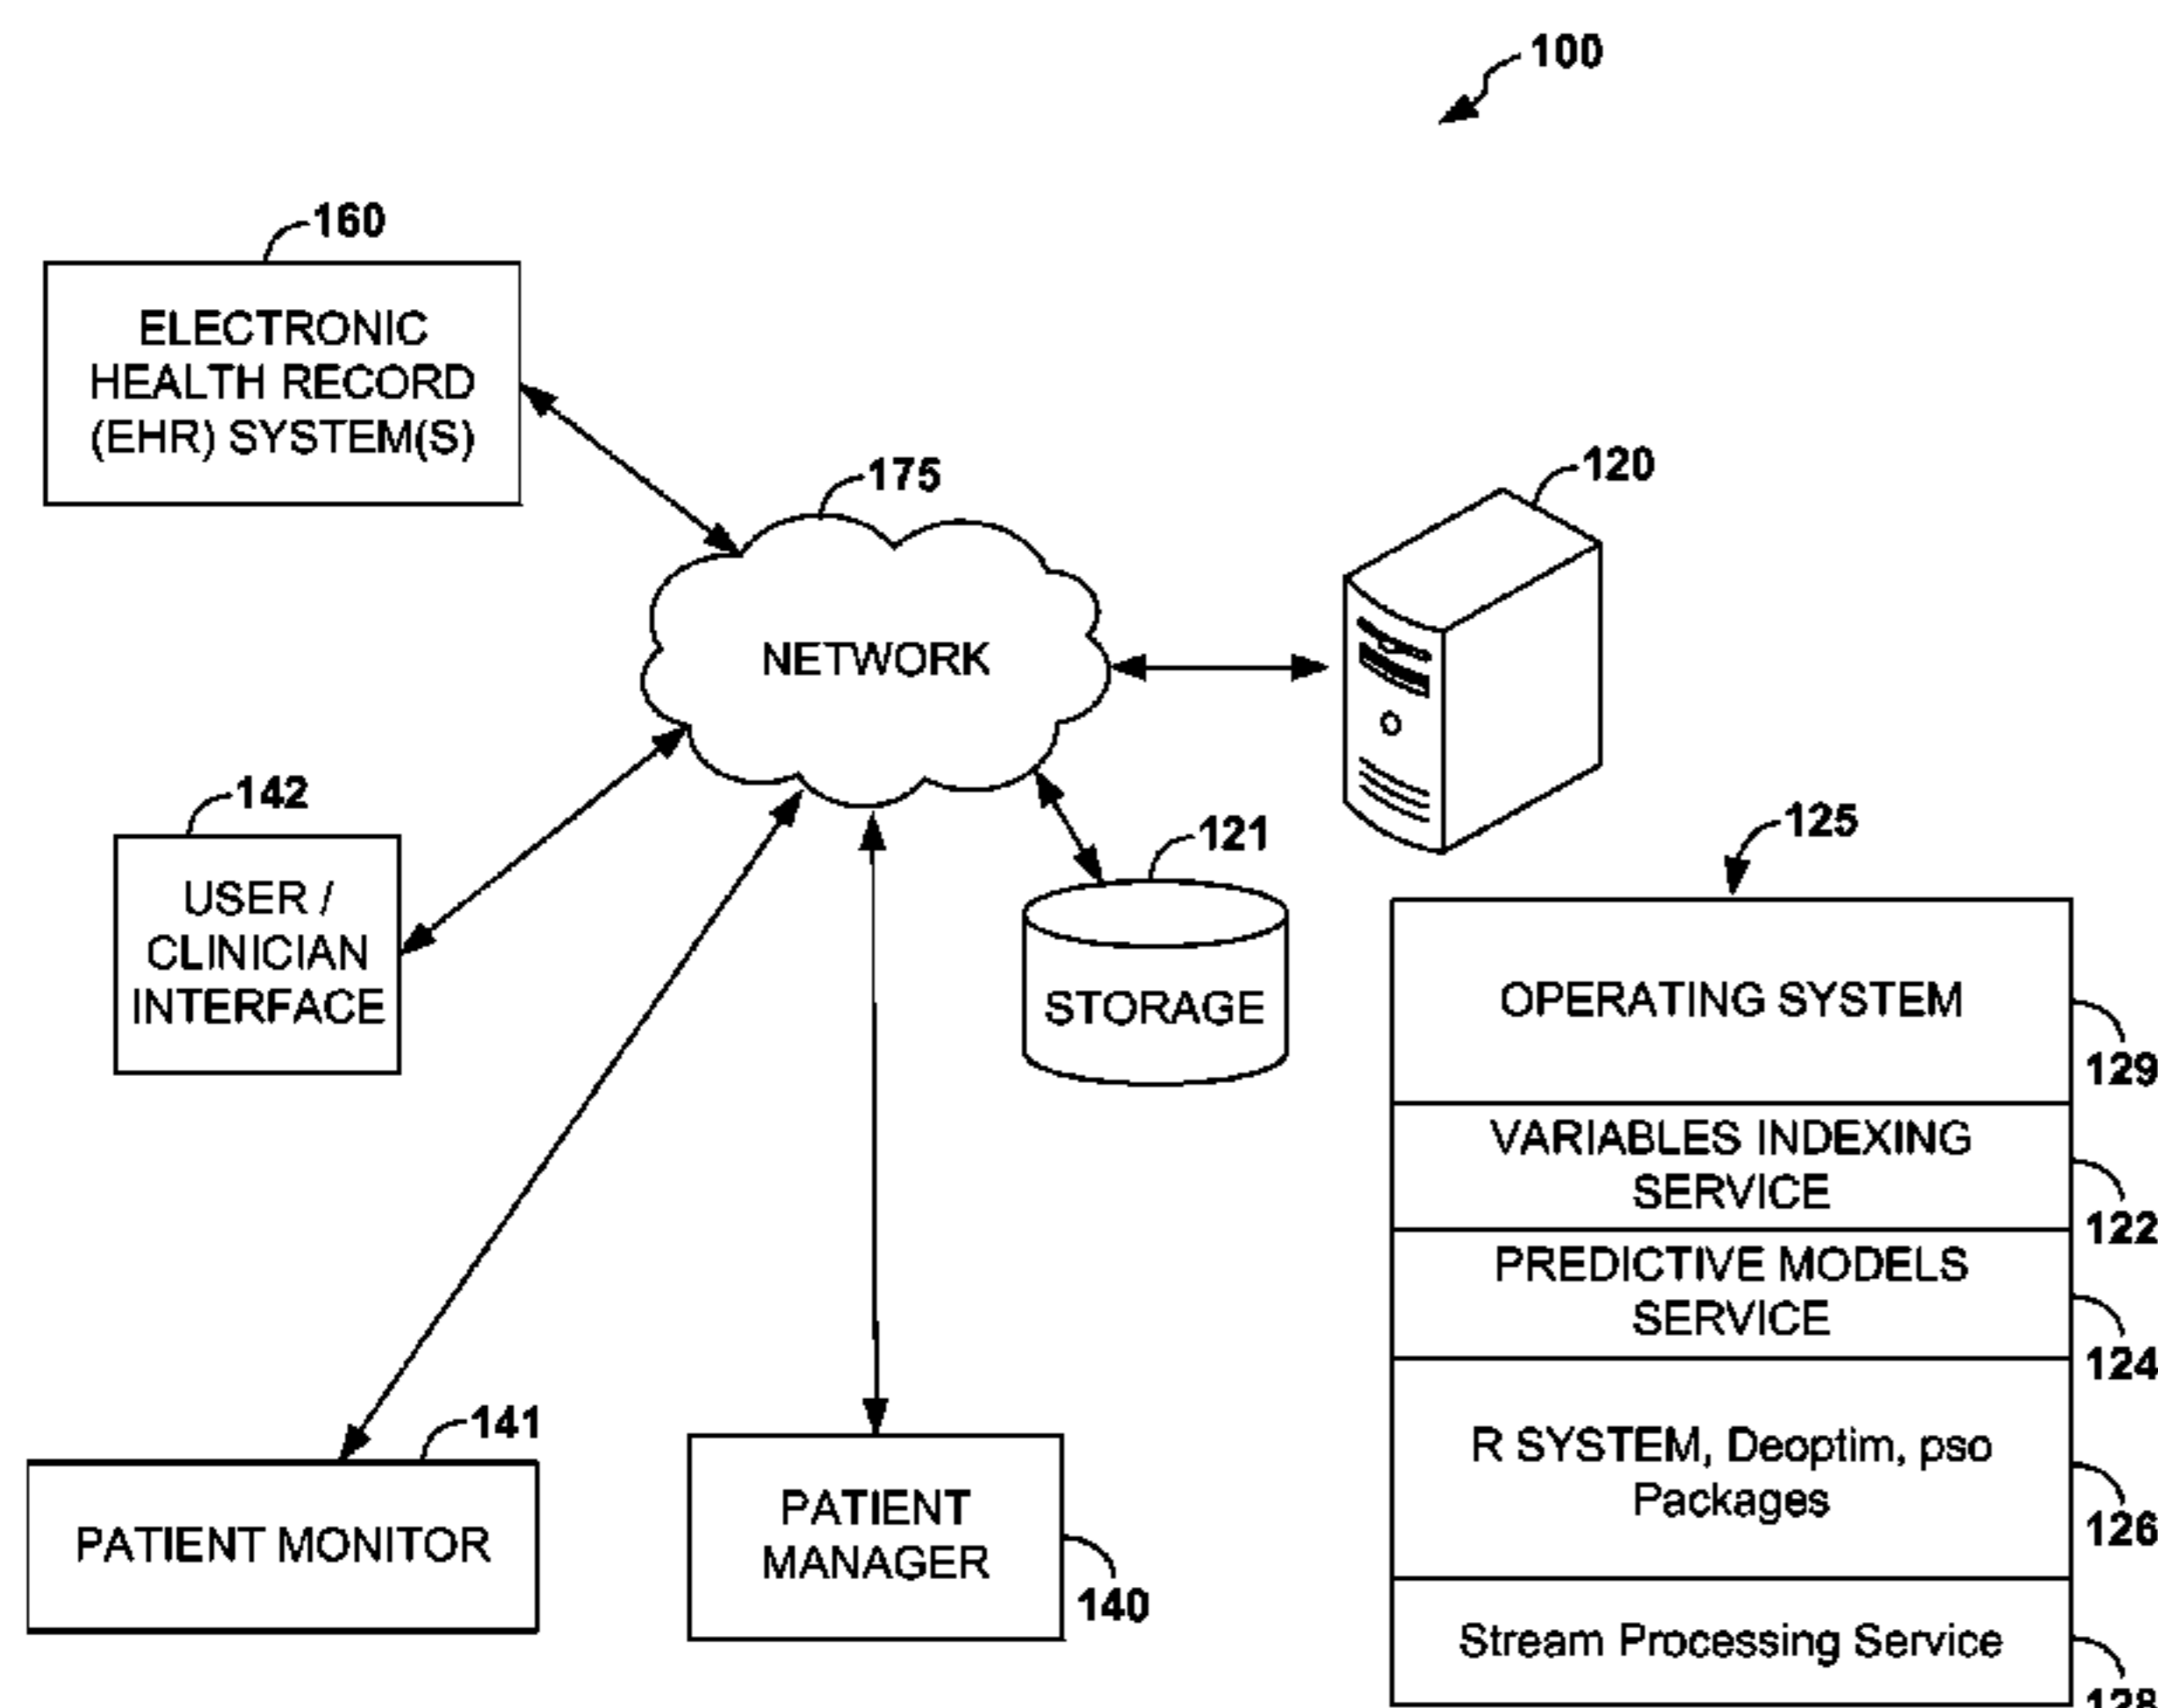 100
160
ELECTRONIC
HEALTH RECORD
(EHR) SYSTEM(S)
175
120
NETWORK
142
USER /
CLINICIAN
INTERFACE
121
STORAGE
125
OPERATING SYSTEM
129
VARIABLES INDEXING
SERVICE
122
PREDICTIVE MODELS
SERVICE
124
R SYSTEM, Deoptim, pso
Packages
126
Stream Processing Service
128
141
PATIENT MONITOR
PATIENT
MANAGER
140